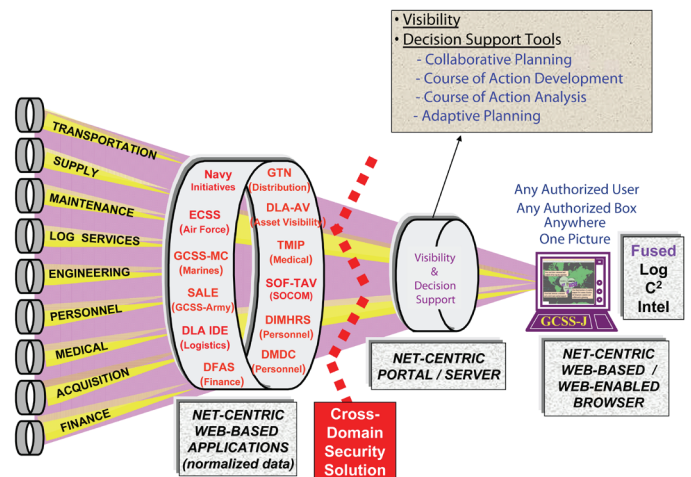 • Visibility
• Decision Support Tools
- Collaborative Planning
- Course of Action Development
- Course of Action Analysis
- Adaptive Planning
TRANSPORTATION
SUPPLY
MAINTENANCE
LOG SERVICES
ENGINEERING
PERSONNEL
MEDICAL
ACQUISITION
FINANCE
Navy
Initiatives
ECSS
(Air Force)
GCSS-MC
(Marines)
SALE
(GCSS-Army)
DLA IDE
(Logistics)
DFAS
(Finance)
GTN
(Distribution)
DLA-AV
(Asset Visibility)
TMIP
(Medical)
SOF-TAV
(SOCOM)
DIMHRS
(Personnel)
DMDC
(Personnel)
Visibility
&
Decision
Support
Any Authorized User
Any Authorized Box
Anywhere
One Picture
GCSS-J
Fused
Log
C²
Intel
NET-CENTRIC
WEB-BASED
APPLICATIONS
(normalized data)
Cross-
Domain
Security
Solution
NET-CENTRIC
PORTAL / SERVER
NET-CENTRIC
WEB-BASED /
WEB-ENABLED
BROWSER